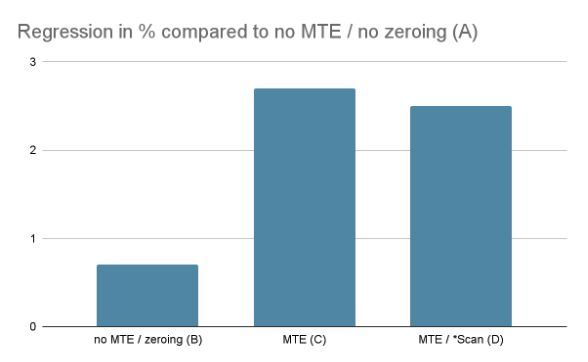 Regression in % compared to no MTE / no zeroing (A)
3
2
1
0
no MTE / zeroing (B)
MTE (C)
MTE / *Scan (D)